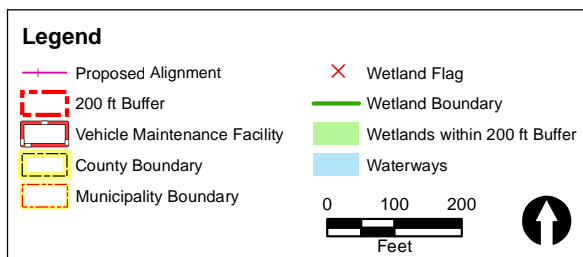 Legend
Proposed Alignment
200 ft Buffer
Vehicle Maintenance Facility
County Boundary
Municipality Boundary
Wetland Flag
Wetland Boundary
Wetlands within 200 ft Buffer
Waterways
0 100 200
Feet